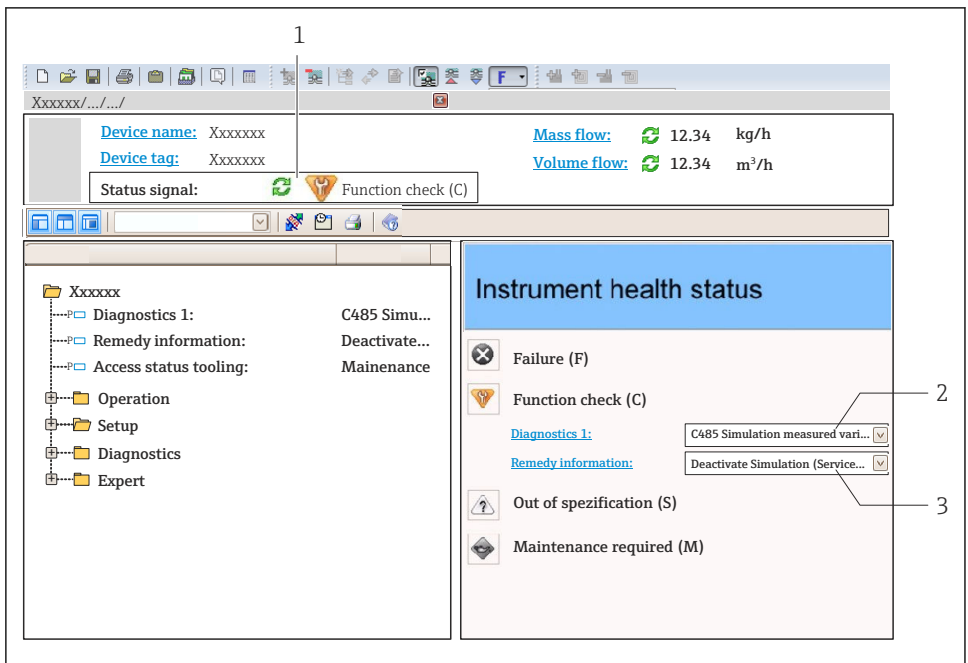 1
F
Xxxxxx/.../.../
Device name: Xxxxxxx
Mass flow: 12.34 kg/h
Device tag: Xxxxxxx
Volume flow: 12.34 m³/h
Status signal: Function check (C)
Xxxxxx
P Diagnostics 1: C485 Simu...
P Remedy information: Deactivate...
P Access status tooling: Mainenance
Operation
Setup
Diagnostics
Expert
Instrument health status
Failure (F)
Function check (C)
Diagnostics 1: C485 Simulation measured vari...
2
Remedy information: Deactivate Simulation (Service...
3
Out of spezification (S)
Maintenance required (M)